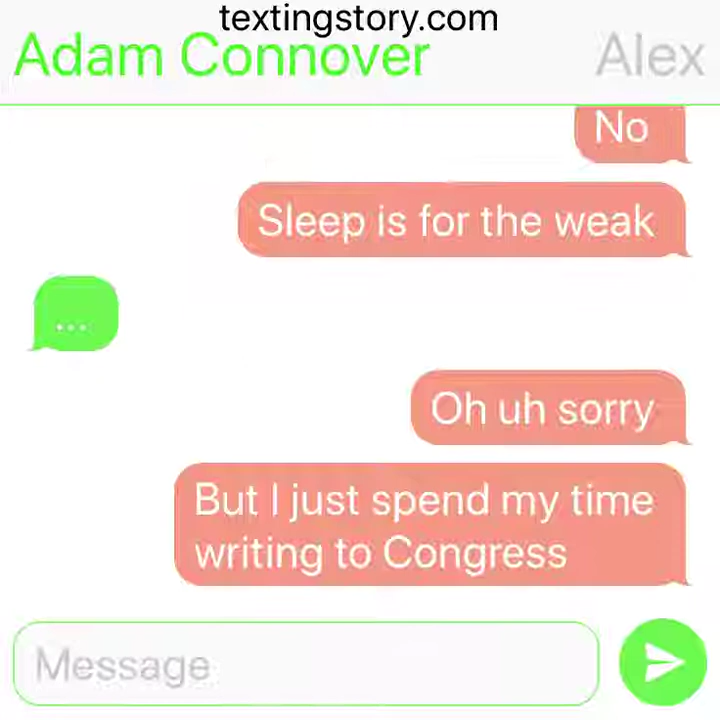 textingstory.com
Adam Connover
Alex
No
Sleep is for the weak
...
Oh uh sorry
But I just spend my time
writing to Congress
Message